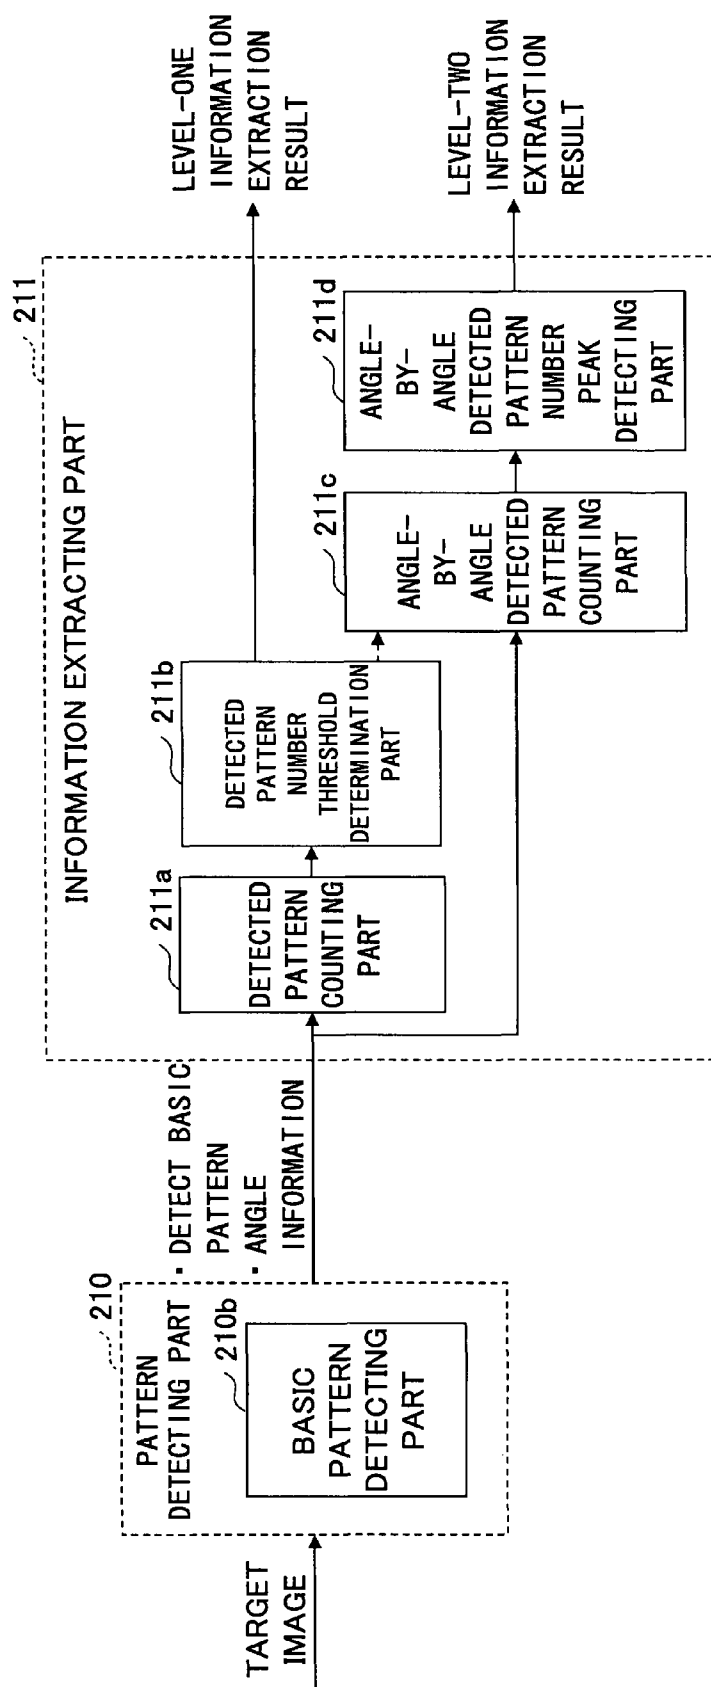 TARGET
IMAGE
210
PATTERN
DETECTING PART
210b
BASIC
PATTERN
DETECTING
PART
・DETECT BASIC
PATTERN
・ANGLE
INFORMATION
211
INFORMATION EXTRACTING PART
211a
DETECTED
PATTERN
COUNTING
PART
211b
DETECTED
PATTERN
NUMBER
THRESHOLD
DETERMINATION
PART
211c
ANGLE-
BY-
ANGLE
DETECTED
PATTERN
COUNTING
PART
211d
ANGLE-
BY-
ANGLE
DETECTED
PATTERN
NUMBER
PEAK
DETECTING
PART
LEVEL-ONE
INFORMATION
EXTRACTION
RESULT
LEVEL-TWO
INFORMATION
EXTRACTION
RESULT